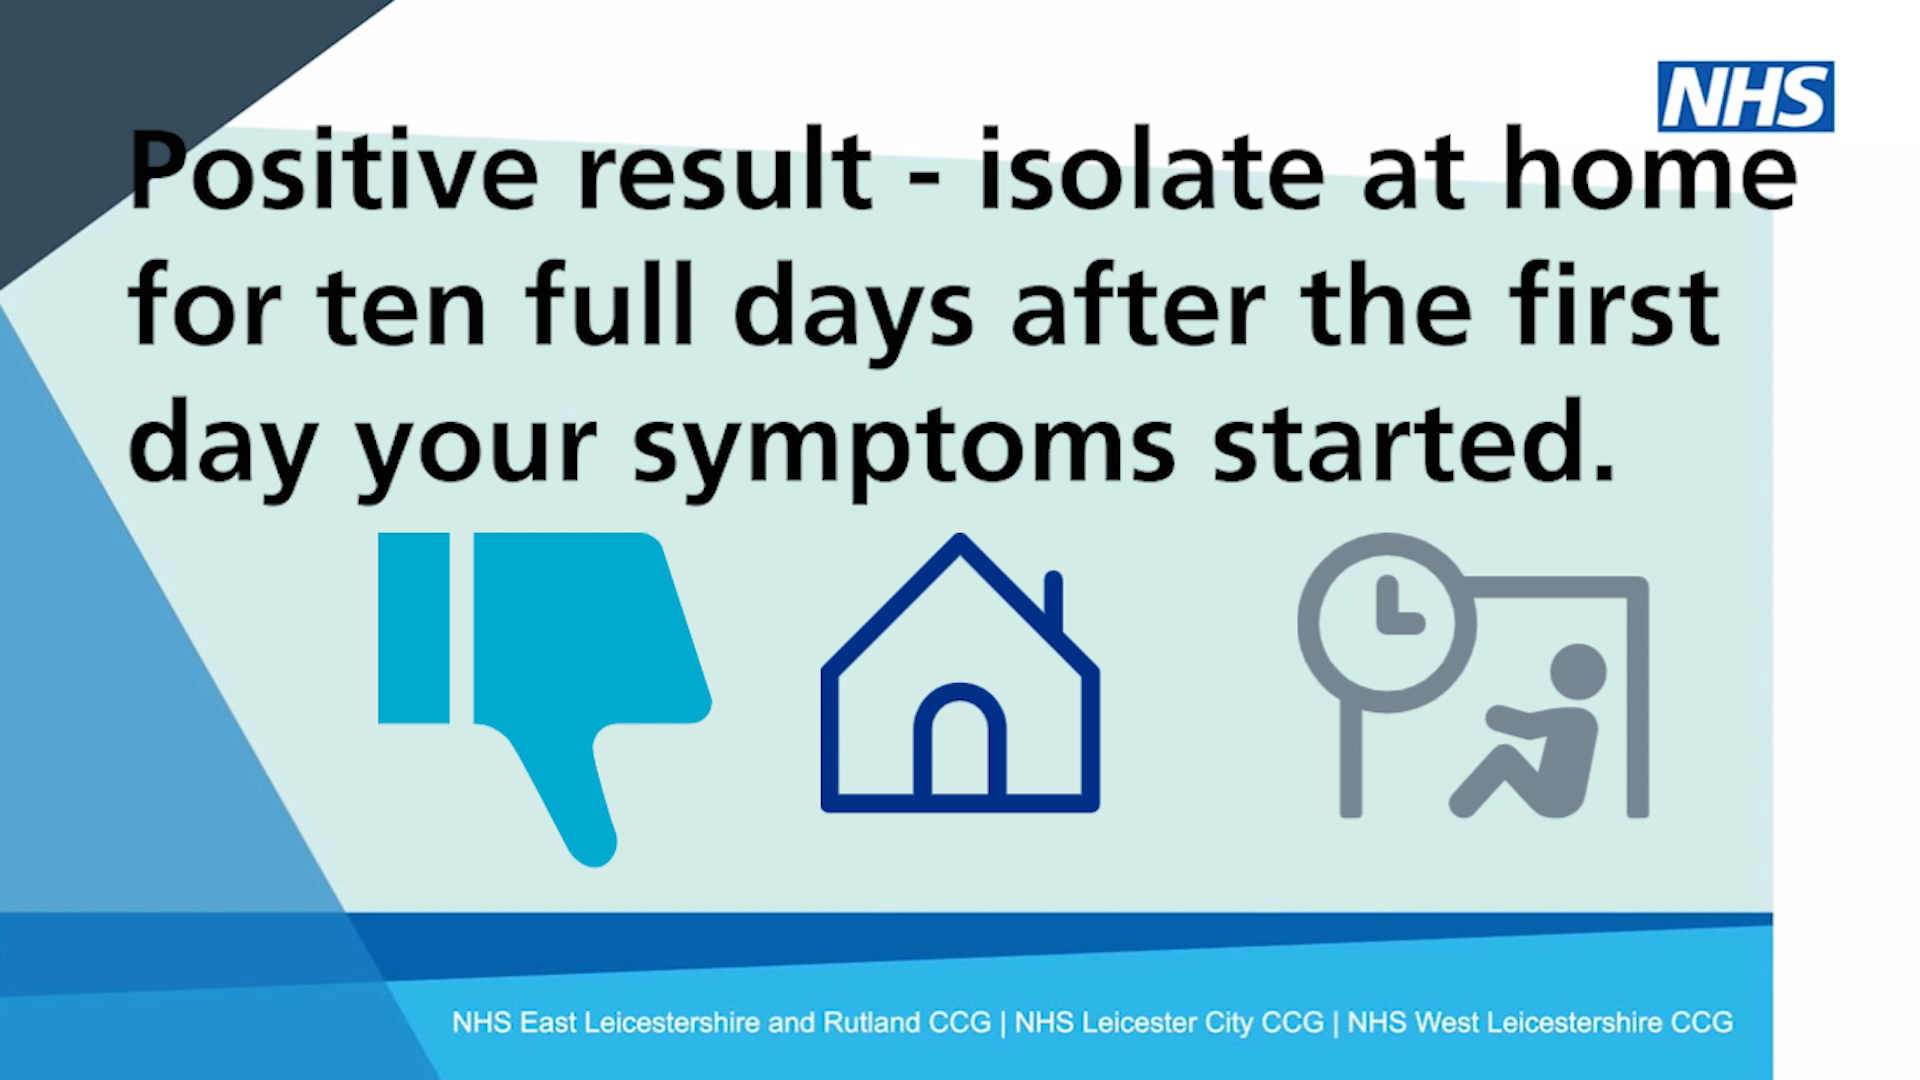 NHS
Positive result - isolate at home
for ten full days after the first
day your symptoms started.
NHS East Leicestershire and Rutland CCG | NHS Leicester City CCG | NHS West Leicestershire CCG